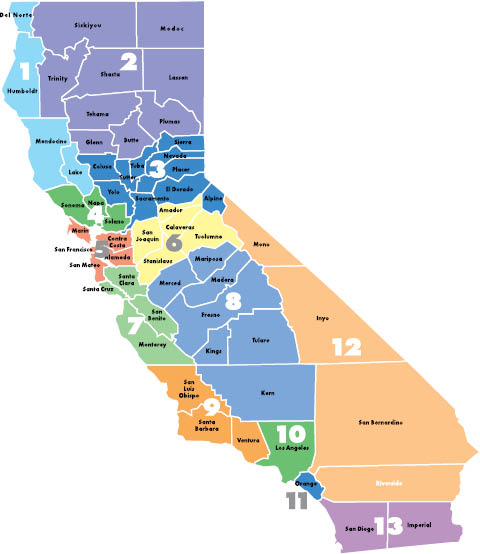 Del Norte
Siskiyou
Modoc
1
2
Humboldt
Trinity
Shasta
Lassen
Tehama
Plumas
Mendocino
Glenn
Butte
Sierra
Lake
Colusa
Yuba
Nevada
Sutter
3
Placer
Yolo
El Dorado
Sonoma
Napa
Sacramento
Alpine
4
Solano
Amador
Marin
Contra
Costa
San
Joaquin
Calaveras
Tuolumne
Mono
San Francisco
5
6
Alameda
Stanislaus
Mariposa
San Mateo
Santa
Clara
Merced
Madera
Santa Cruz
8
San
Benito
Fresno
Inyo
7
Monterey
Kings
Tulare
12
San
Luis
Obispo
Kern
9
Santa
Barbara
San Bernardino
Ventura
10
Los Angeles
Orange
Riverside
11
San Diego
13
Imperial